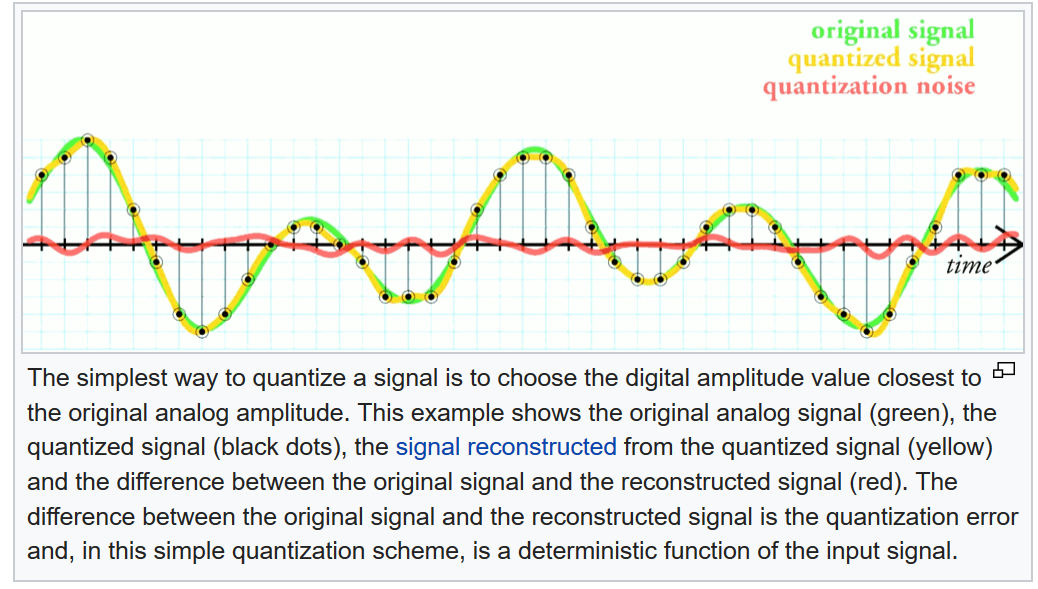 original signal
quantized signal
quantization noise
time
The simplest way to quantize a signal is to choose the digital amplitude value closest to
the original analog amplitude. This example shows the original analog signal (green), the
quantized signal (black dots), the signal reconstructed from the quantized signal (yellow)
and the difference between the original signal and the reconstructed signal (red). The
difference between the original signal and the reconstructed signal is the quantization error
and, in this simple quantization scheme, is a deterministic function of the input signal.